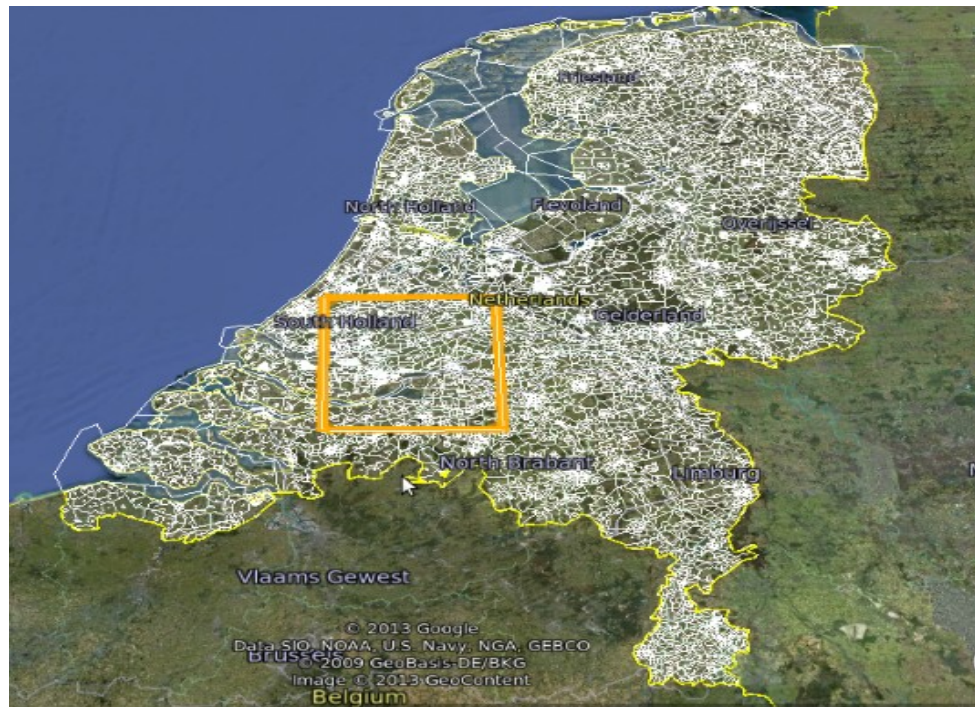 Friesland
North Holland
Flevoland
Overijssel
Netherlands
South Holland
Gelderland
North Brabant
Limburg
Vlaams Gewest
© 2013 Google
Data SIO, NOAA, U.S. Navy, NGA, GEBCO
Brussels
© 2009 GeoBasis-DE/BKG
Image © 2013 GeoContent
Belgium